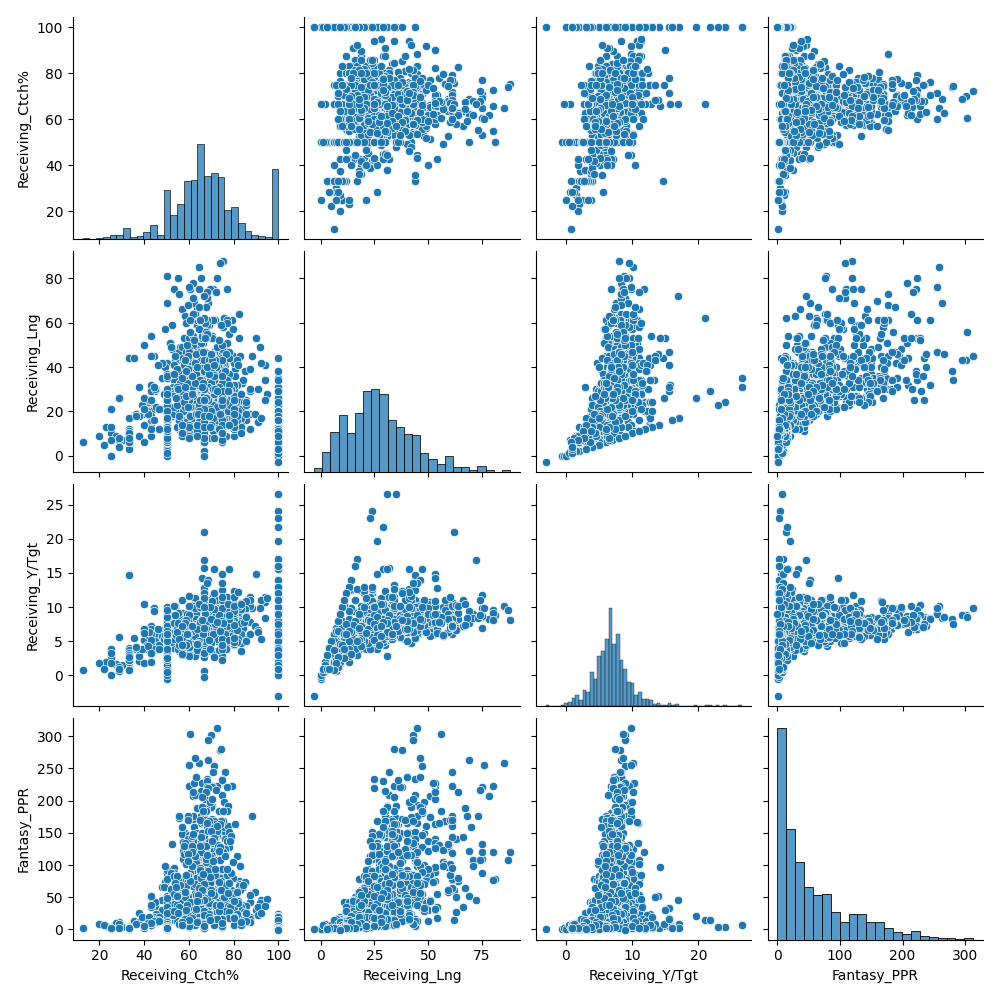 Receiving_Ctch%
100
80
60
40
20
Receiving_Lng
80
60
40
20
0
Receiving_Y/Tgt
25
20
15
10
5
0
Fantasy_PPR
300
250
200
150
100
50
0
20 40 60 80 100
0 25 50 75
0 10 20
0 100 200 300
Receiving_Ctch% Receiving_Lng Receiving_Y/Tgt Fantasy_PPR